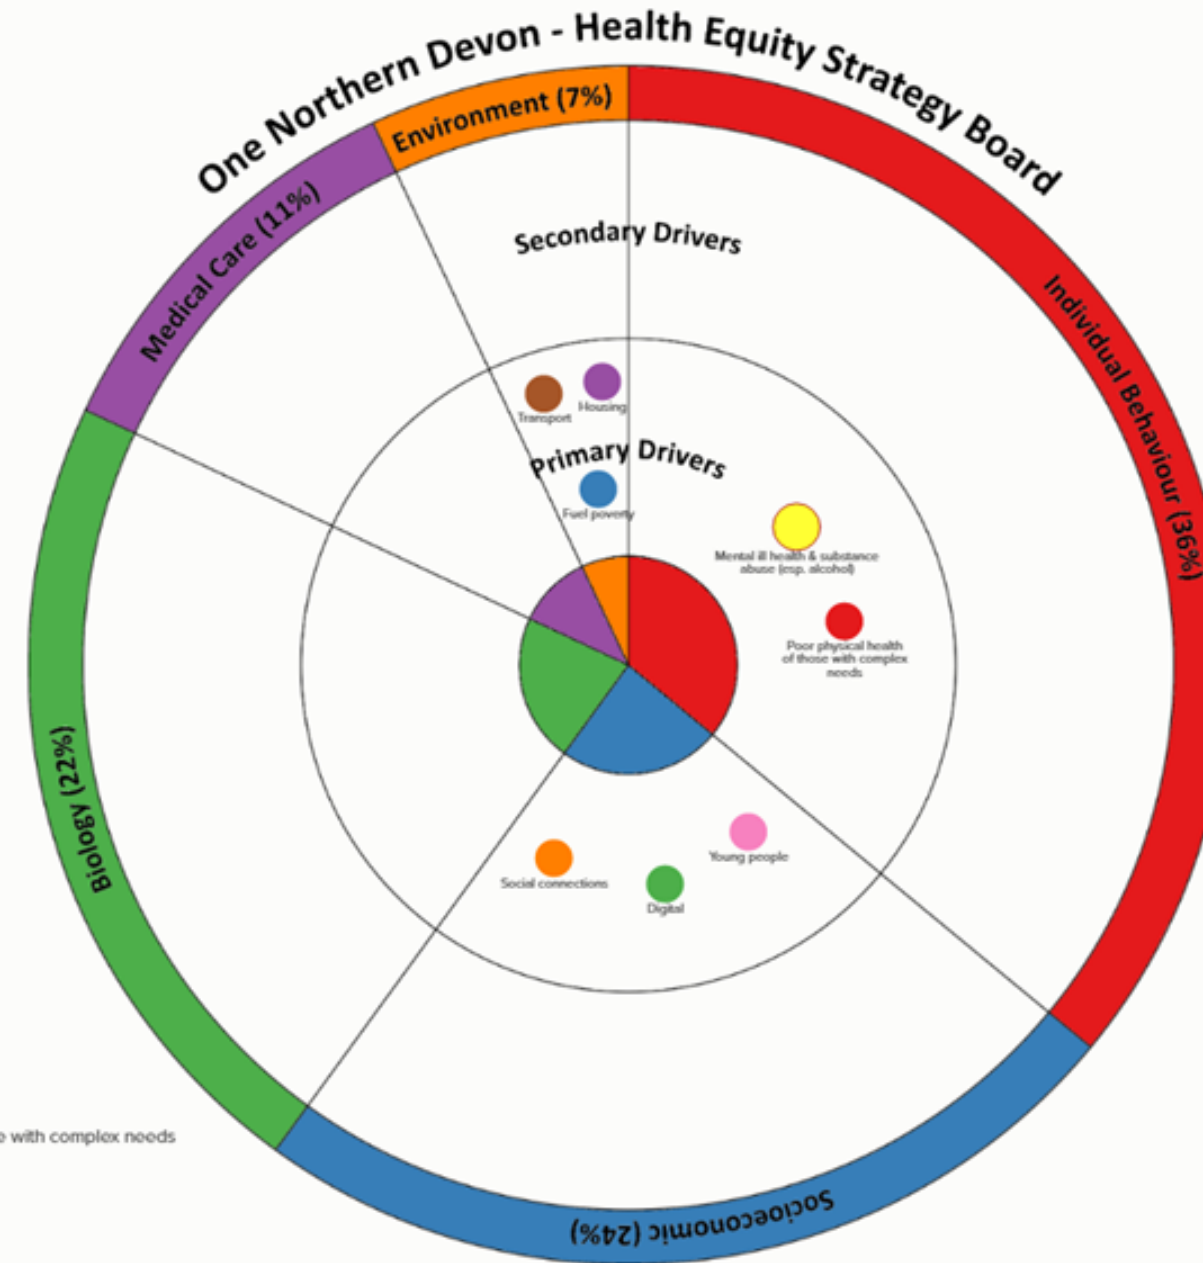 One Northern Devon - Health Equity Strategy Board
Environment (7%)
Medical Care (11%)
Individual Behaviour (36%)
Secondary Drivers
Transport
Housing
Primary Drivers
Fuel poverty
Mental ill health & substance
abuse (esp. alcohol)
Poor physical health
of those with complex
needs
Biology (22%)
Young people
Social connections
Digital
with complex needs
Socioeconomic (24%)